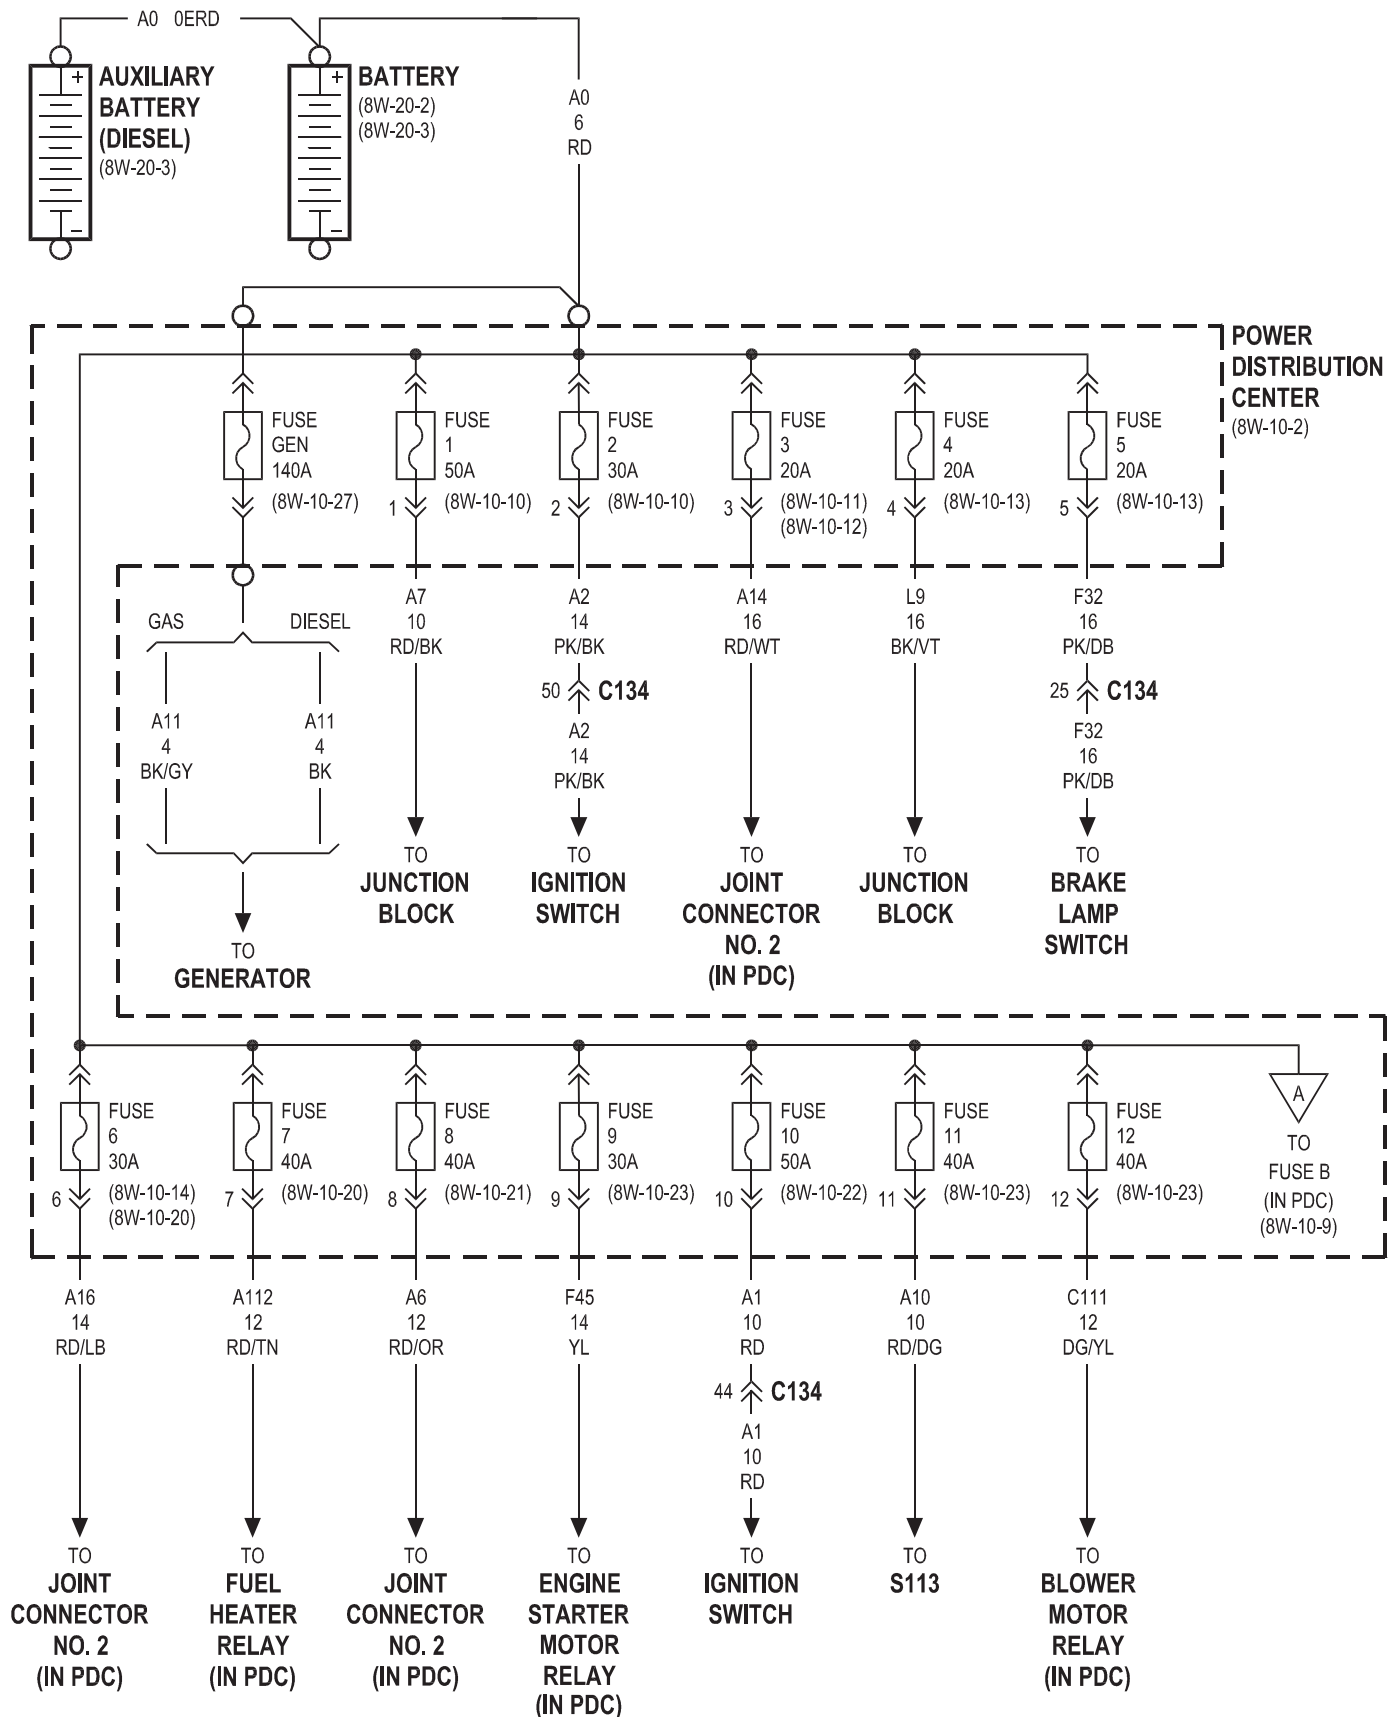 A0 0ERD
+
AUXILIARY
BATTERY
(DIESEL)
(8W-20-3)
-
+
BATTERY
(8W-20-2)
(8W-20-3)
-
A0
6
RD
POWER
DISTRIBUTION
CENTER
(8W-10-2)
FUSE
GEN
140A
(8W-10-27)
FUSE
1
50A
1
(8W-10-10)
FUSE
2
30A
2
(8W-10-10)
FUSE
3
20A
3
(8W-10-11)
(8W-10-12)
FUSE
4
20A
4
(8W-10-13)
FUSE
5
20A
5
(8W-10-13)
GAS
DIESEL
A11
4
BK/GY
A11
4
BK
TO
GENERATOR
A7
10
RD/BK
TO
JUNCTION
BLOCK
A2
14
PK/BK
50
C134
A2
14
PK/BK
TO
IGNITION
SWITCH
A14
16
RD/WT
TO
JOINT
CONNECTOR
NO. 2
(IN PDC)
L9
16
BK/VT
TO
JUNCTION
BLOCK
F32
16
PK/DB
25
C134
F32
16
PK/DB
TO
BRAKE
LAMP
SWITCH
FUSE
6
30A
6
(8W-10-14)
(8W-10-20)
FUSE
7
40A
7
(8W-10-20)
FUSE
8
40A
8
(8W-10-21)
FUSE
9
30A
9
(8W-10-23)
FUSE
10
50A
10
(8W-10-22)
FUSE
11
40A
11
(8W-10-23)
FUSE
12
40A
12
(8W-10-23)
A
TO
FUSE B
(IN PDC)
(8W-10-9)
A16
14
RD/LB
TO
JOINT
CONNECTOR
NO. 2
(IN PDC)
A112
12
RD/TN
TO
FUEL
HEATER
RELAY
(IN PDC)
A6
12
RD/OR
TO
JOINT
CONNECTOR
NO. 2
(IN PDC)
F45
14
YL
TO
ENGINE
STARTER
MOTOR
RELAY
(IN PDC)
A1
10
RD
44
C134
A1
10
RD
TO
IGNITION
SWITCH
A10
10
RD/DG
TO
S113
C111
12
DG/YL
TO
BLOWER
MOTOR
RELAY
(IN PDC)